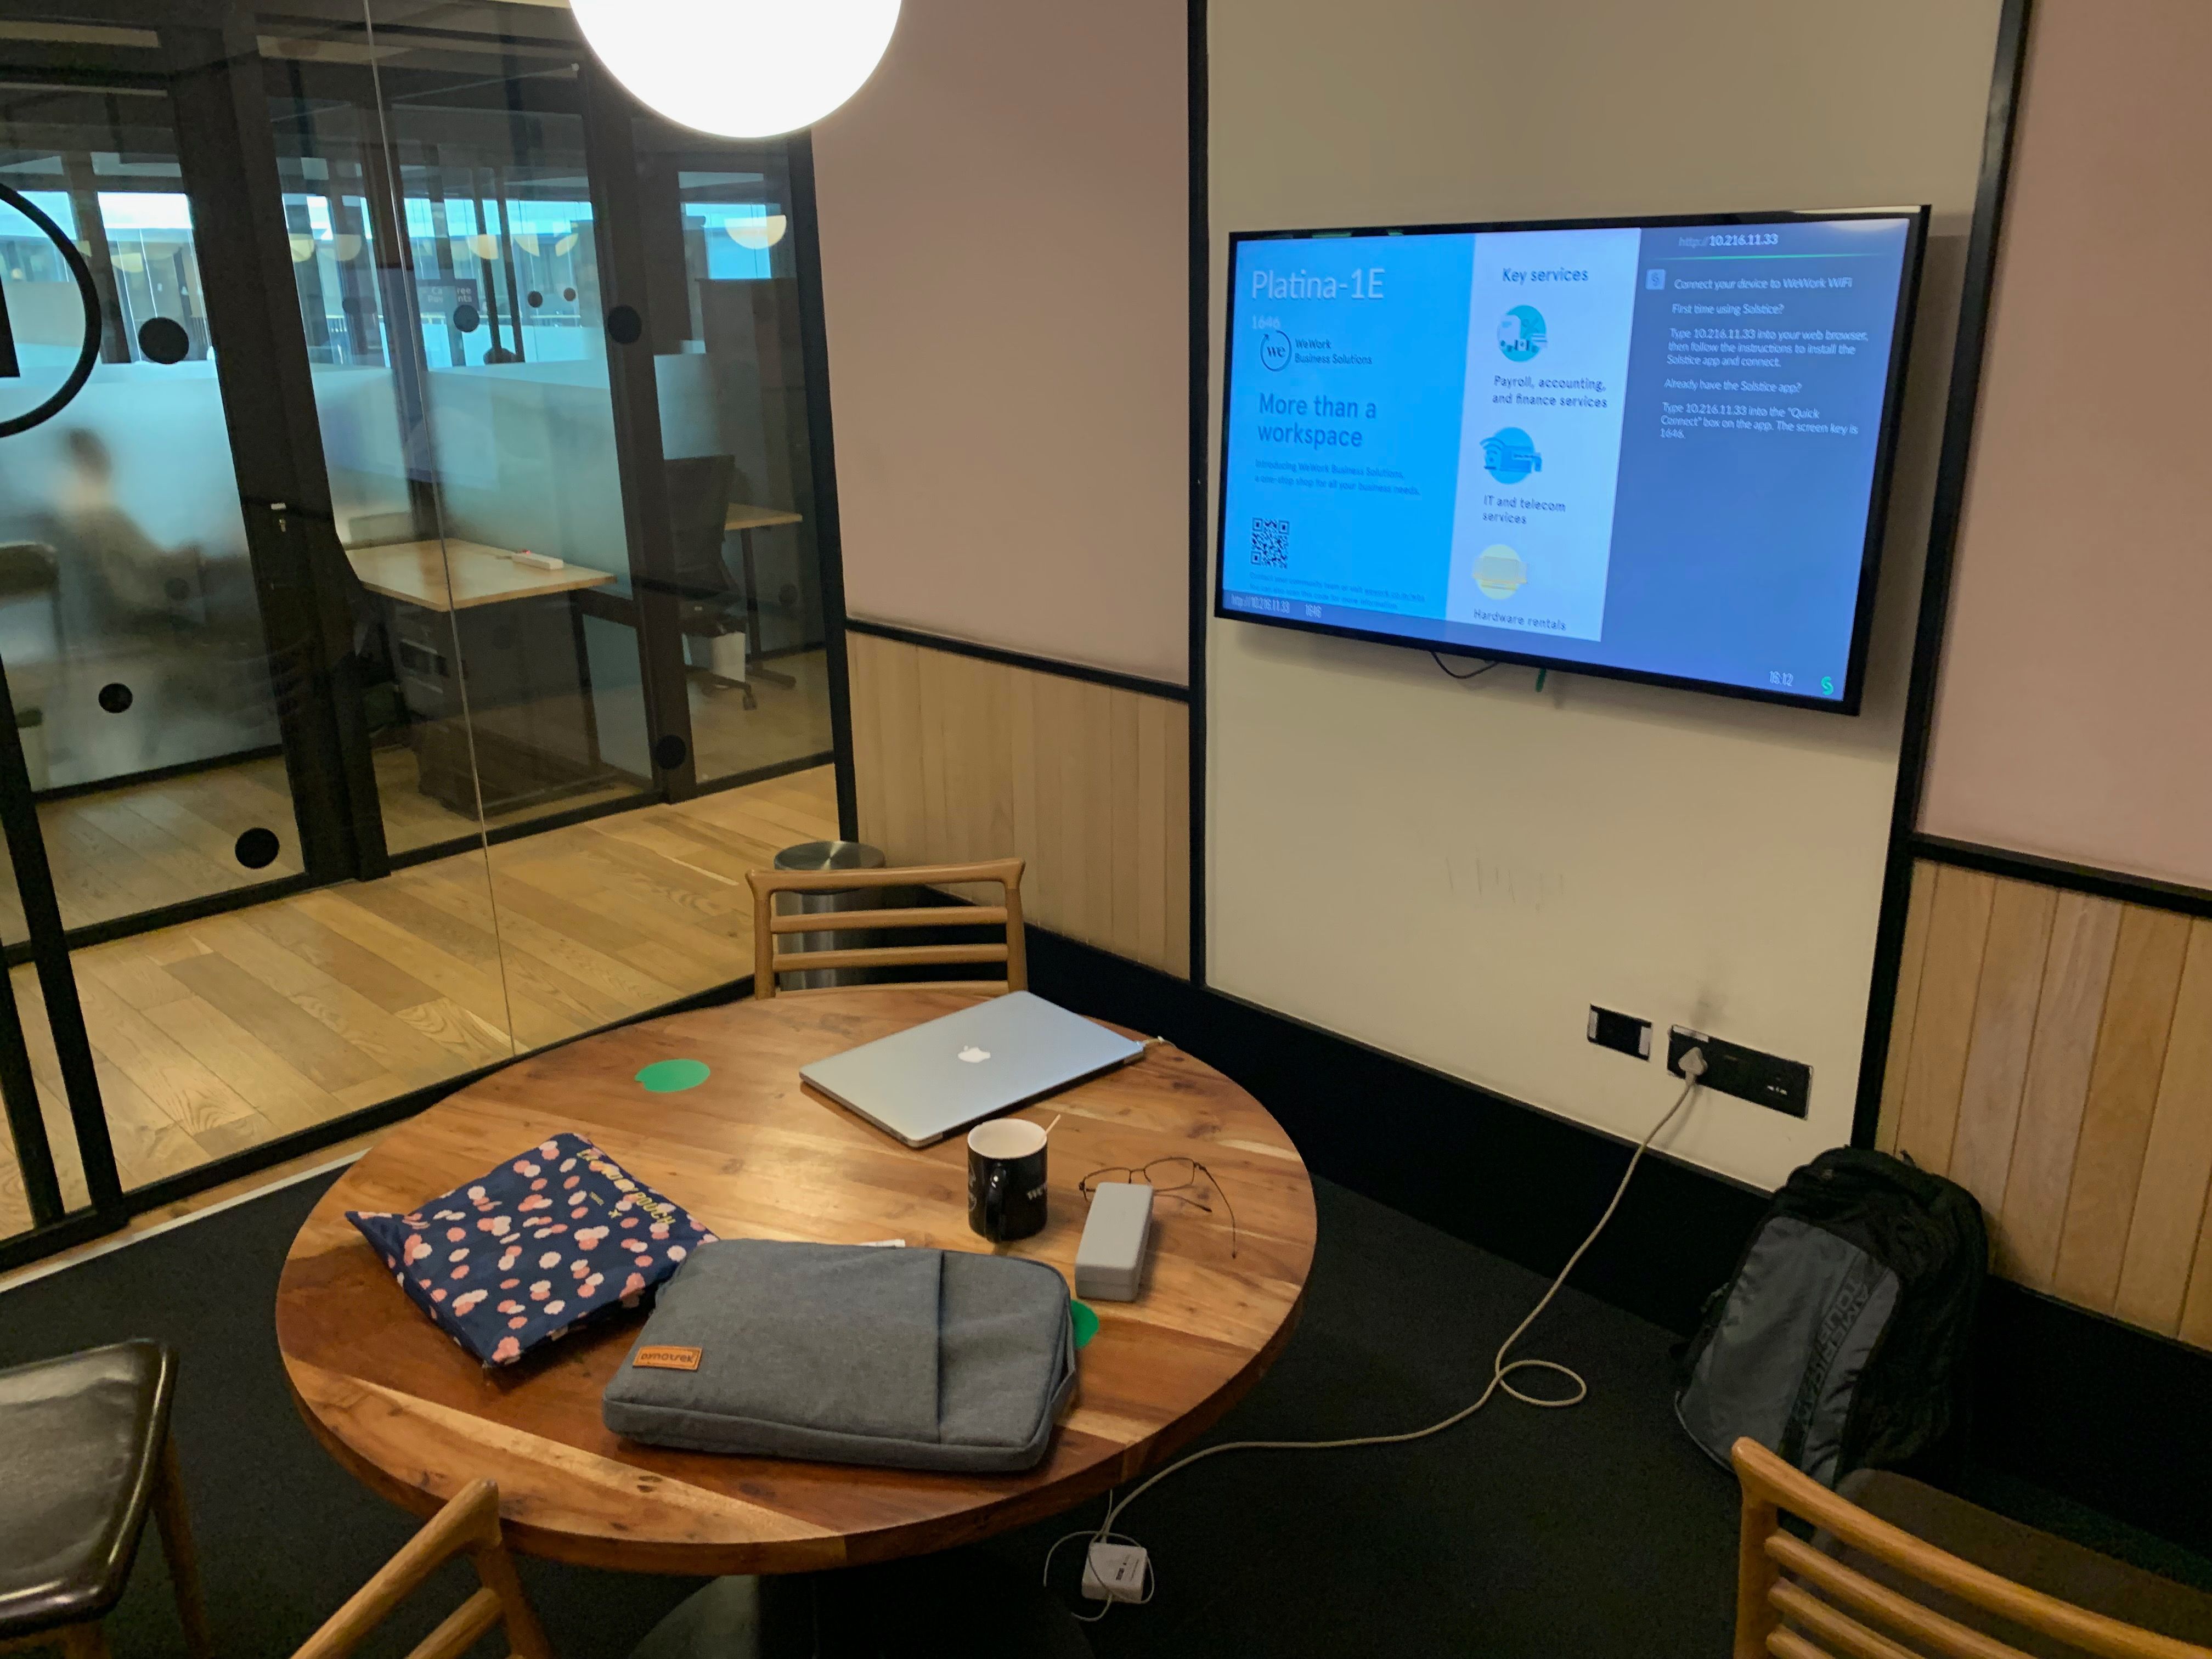 Platina-1E
1646
we
WeWork
Business Solutions
More than a
workspace
Introducing WeWork Business Solutions,
a one-stop shop for all your business needs.
http://10.216.11.33 1646
Key services
Payroll, accounting,
and finance services
IT and telecom
services
Hardware rentals
http://10.216.11.33
Connect your device to WeWork WiFi
First time using Solstice?
Type 10.216.11.33 into your web browser,
then follow the instructions to install the
Solstice app and connect.
Already have the Solstice app?
Type 10.216.11.33 into the "Quick
Connect" box on the app. The screen key is
1646.
16:12
POUCH
AMERICAN
TOURISTER